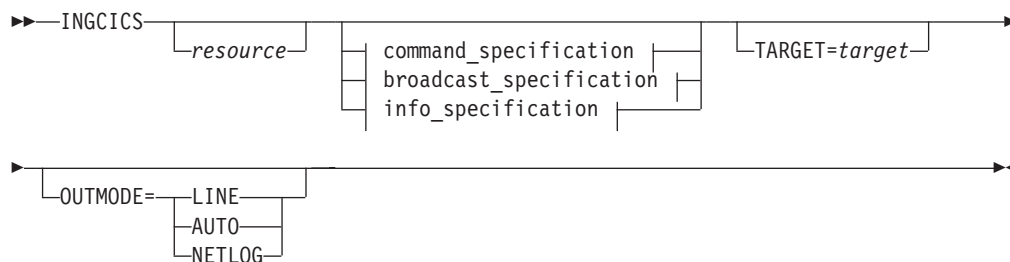 INGCICS
resource
command_specification
broadcast_specification
info_specification
TARGET=target
OUTMODE=
LINE
AUTO
NETLOG